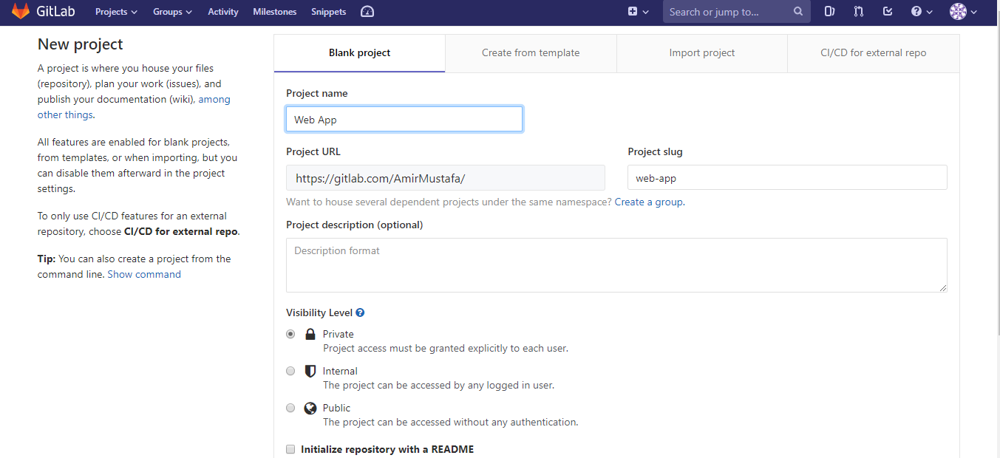 GitLab Projects Groups Activity Milestones Snippets Search or jump to...
New project
A project is where you house your files
(repository), plan your work (issues), and
publish your documentation (wiki), among
other things.
All features are enabled for blank projects,
from templates, or when importing, but you
can disable them afterward in the project
settings.
To only use CI/CD features for an external
repository, choose CI/CD for external repo.
Tip: You can also create a project from the
command line. Show command
Blank project Create from template Import project CI/CD for external repo
Project name
Web App
Project URL Project slug
https://gitlab.com/AmirMustafa/ web-app
Want to house several dependent projects under the same namespace? Create a group.
Project description (optional)
Description format
Visibility Level ?
Private
Project access must be granted explicitly to each user.
Internal
The project can be accessed by any logged in user.
Public
The project can be accessed without any authentication.
Initialize repository with a README